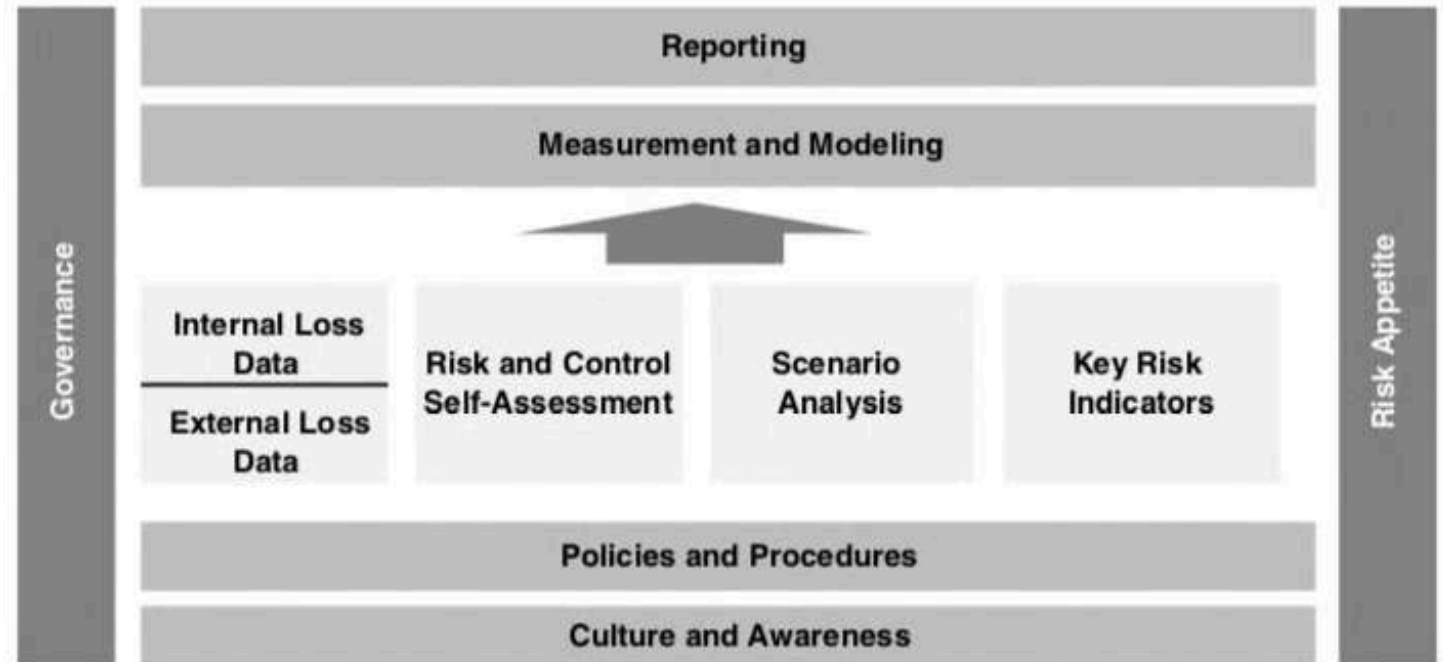 Reporting
Measurement and Modeling
Governance
Internal Loss
Data
External Loss
Data
Risk and Control
Self-Assessment
Scenario
Analysis
Key Risk
Indicators
Risk Appetite
Policies and Procedures
Culture and Awareness